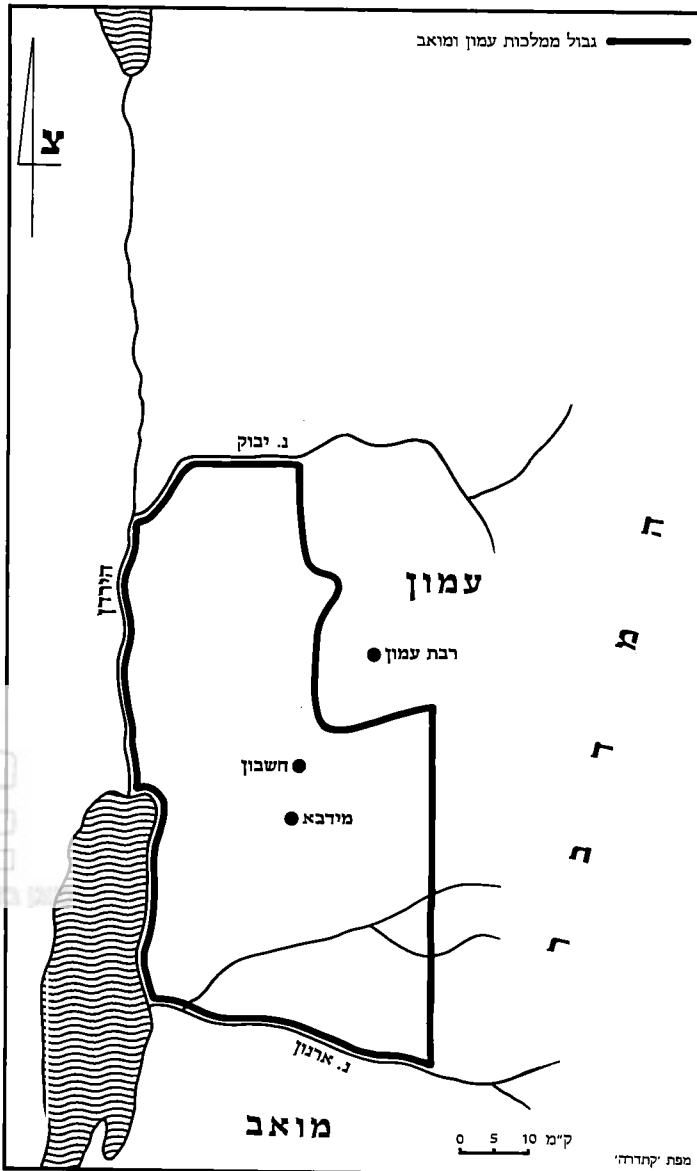 גבול ממלכות עמון ומואב
צ
נ. יבוק
הירדן
עמון
רבת עמון
ה מ ד ב ר
חשבון
מידבא
נ. ארנון
מואב
0 5 10 ק״מ
מפת ׳קתדרה׳